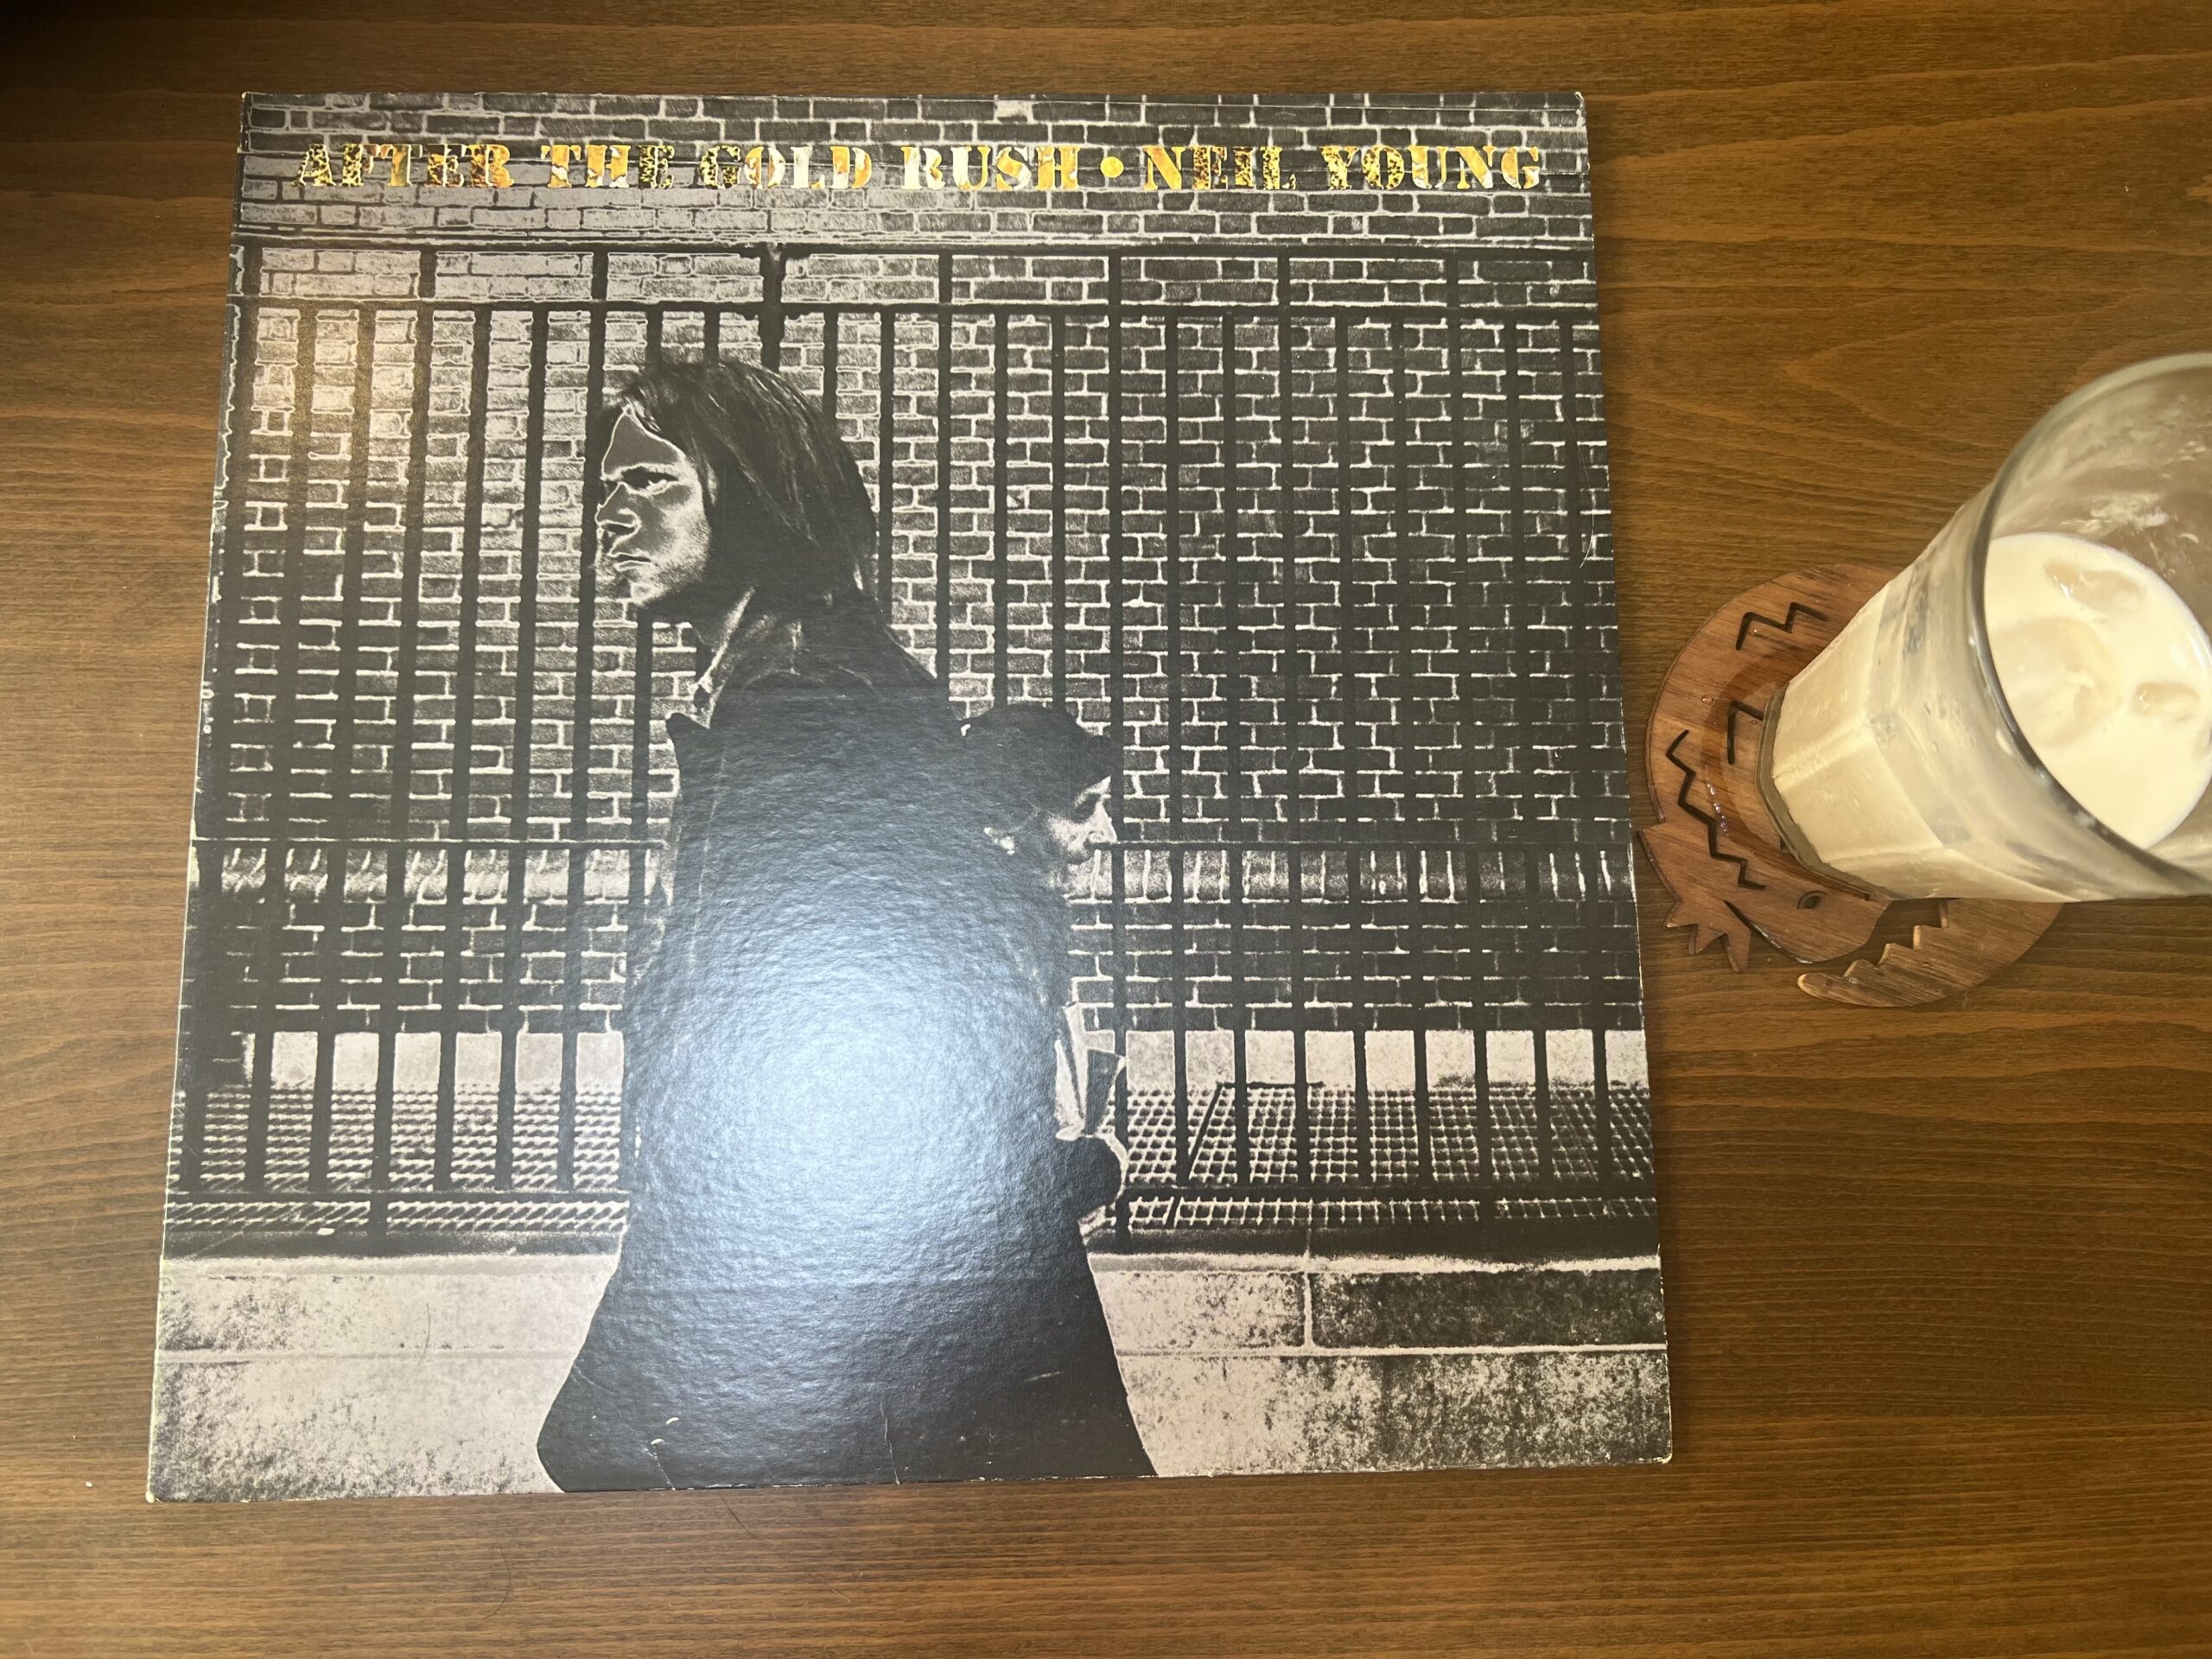 AFTER THE GOLD RUSH • NEIL YOUNG